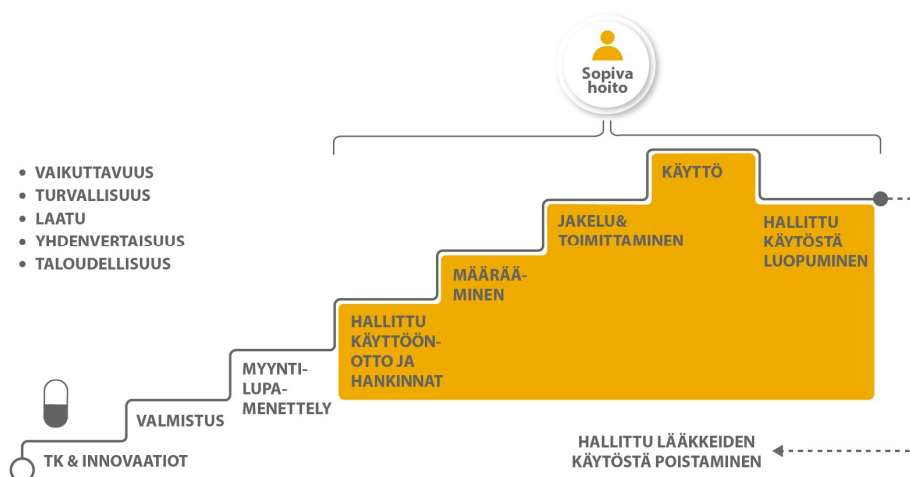 Sopiva
hoito
• VAIKUTTAVUUS
• TURVALLISUUS
• LAATU
• YHDENVERTAISUUS
• TALOUDELLISUUS
KÄYTTÖ
JAKELU&
TOIMITTAMINEN
HALLITTU
KÄYTÖSTÄ
LUOPUMINEN
MÄÄRÄÄ-
MINEN
HALLITTU
KÄYTTÖÖN-
OTTO JA
HANKINNAT
MYYNTI-
LUPA-
MENETTELY
VALMISTUS
TK & INNOVAATIOT
HALLITTU LÄÄKKEIDEN
KÄYTÖSTÄ POISTAMINEN